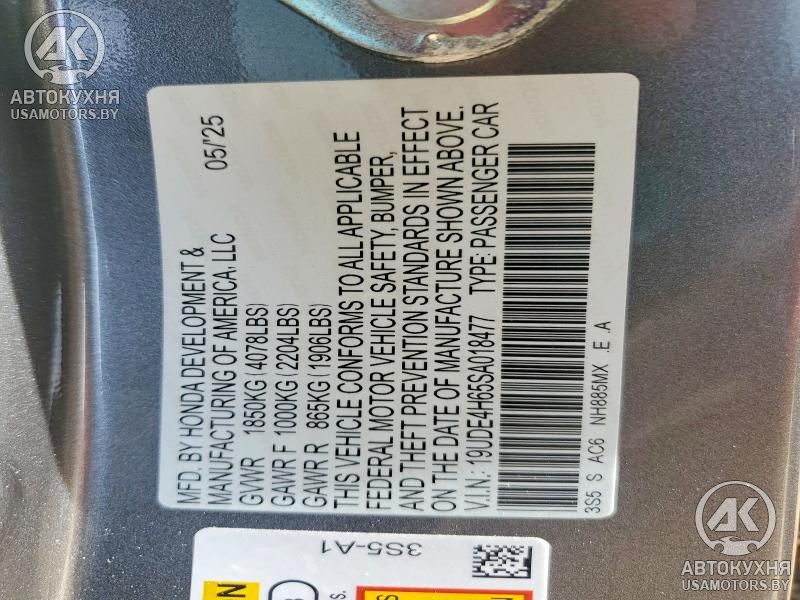 MFD. BY HONDA DEVELOPMENT &
MANUFACTURING OF AMERICA, LLC 05/'25
GVWR 1850KG(4078LBS)
GAWR F 1000KG(2204LBS)
GAWR R 865KG(1906LBS)
THIS VEHICLE CONFORMS TO ALL APPLICABLE
FEDERAL MOTOR VEHICLE SAFETY, BUMPER,
AND THEFT PREVENTION STANDARDS IN EFFECT
ON THE DATE OF MANUFACTURE SHOWN ABOVE.
V.I.N.: 19UDE4H65SA018477 TYPE: PASSENGER CAR
3S5 S AC6 NH885MX .E .A
3S5-A1
AK
АВТОКУХНЯ
USAMOTORS.BY
AK
АВТОКУХНЯ
USAMOTORS.BY